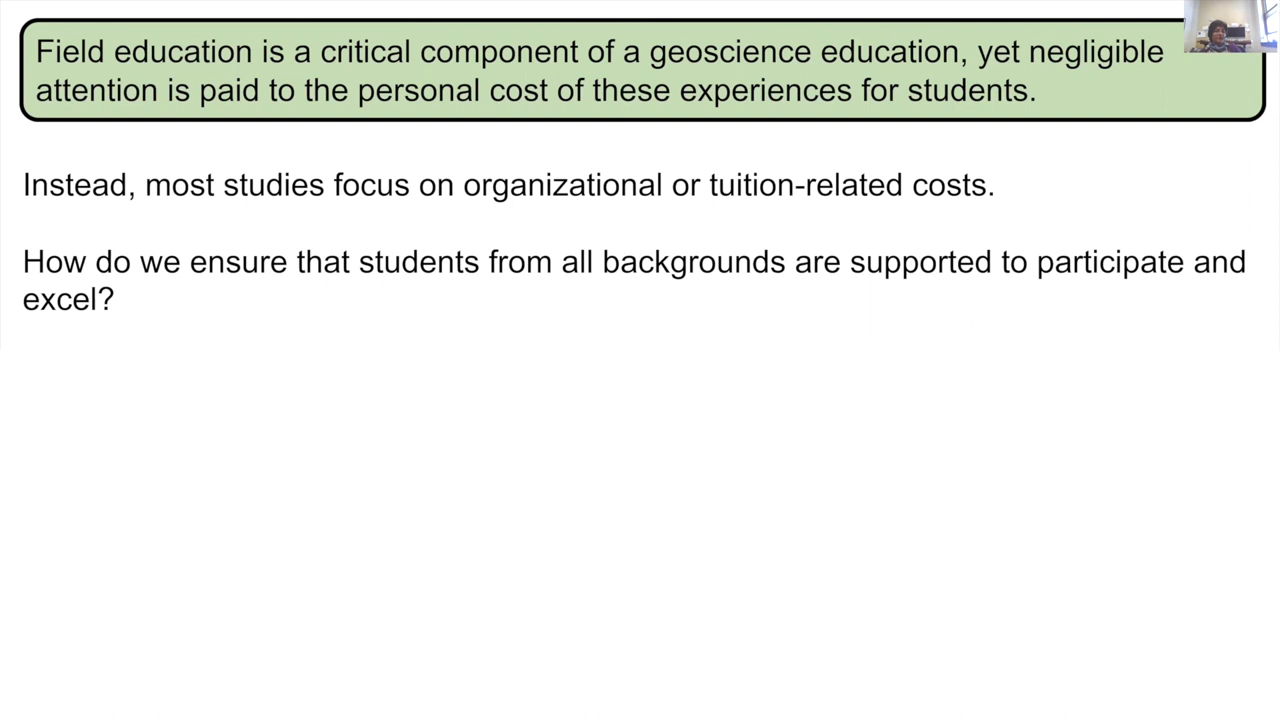 Field education is a critical component of a geoscience education, yet negligible
attention is paid to the personal cost of these experiences for students.
Instead, most studies focus on organizational or tuition-related costs.
How do we ensure that students from all backgrounds are supported to participate and
excel?